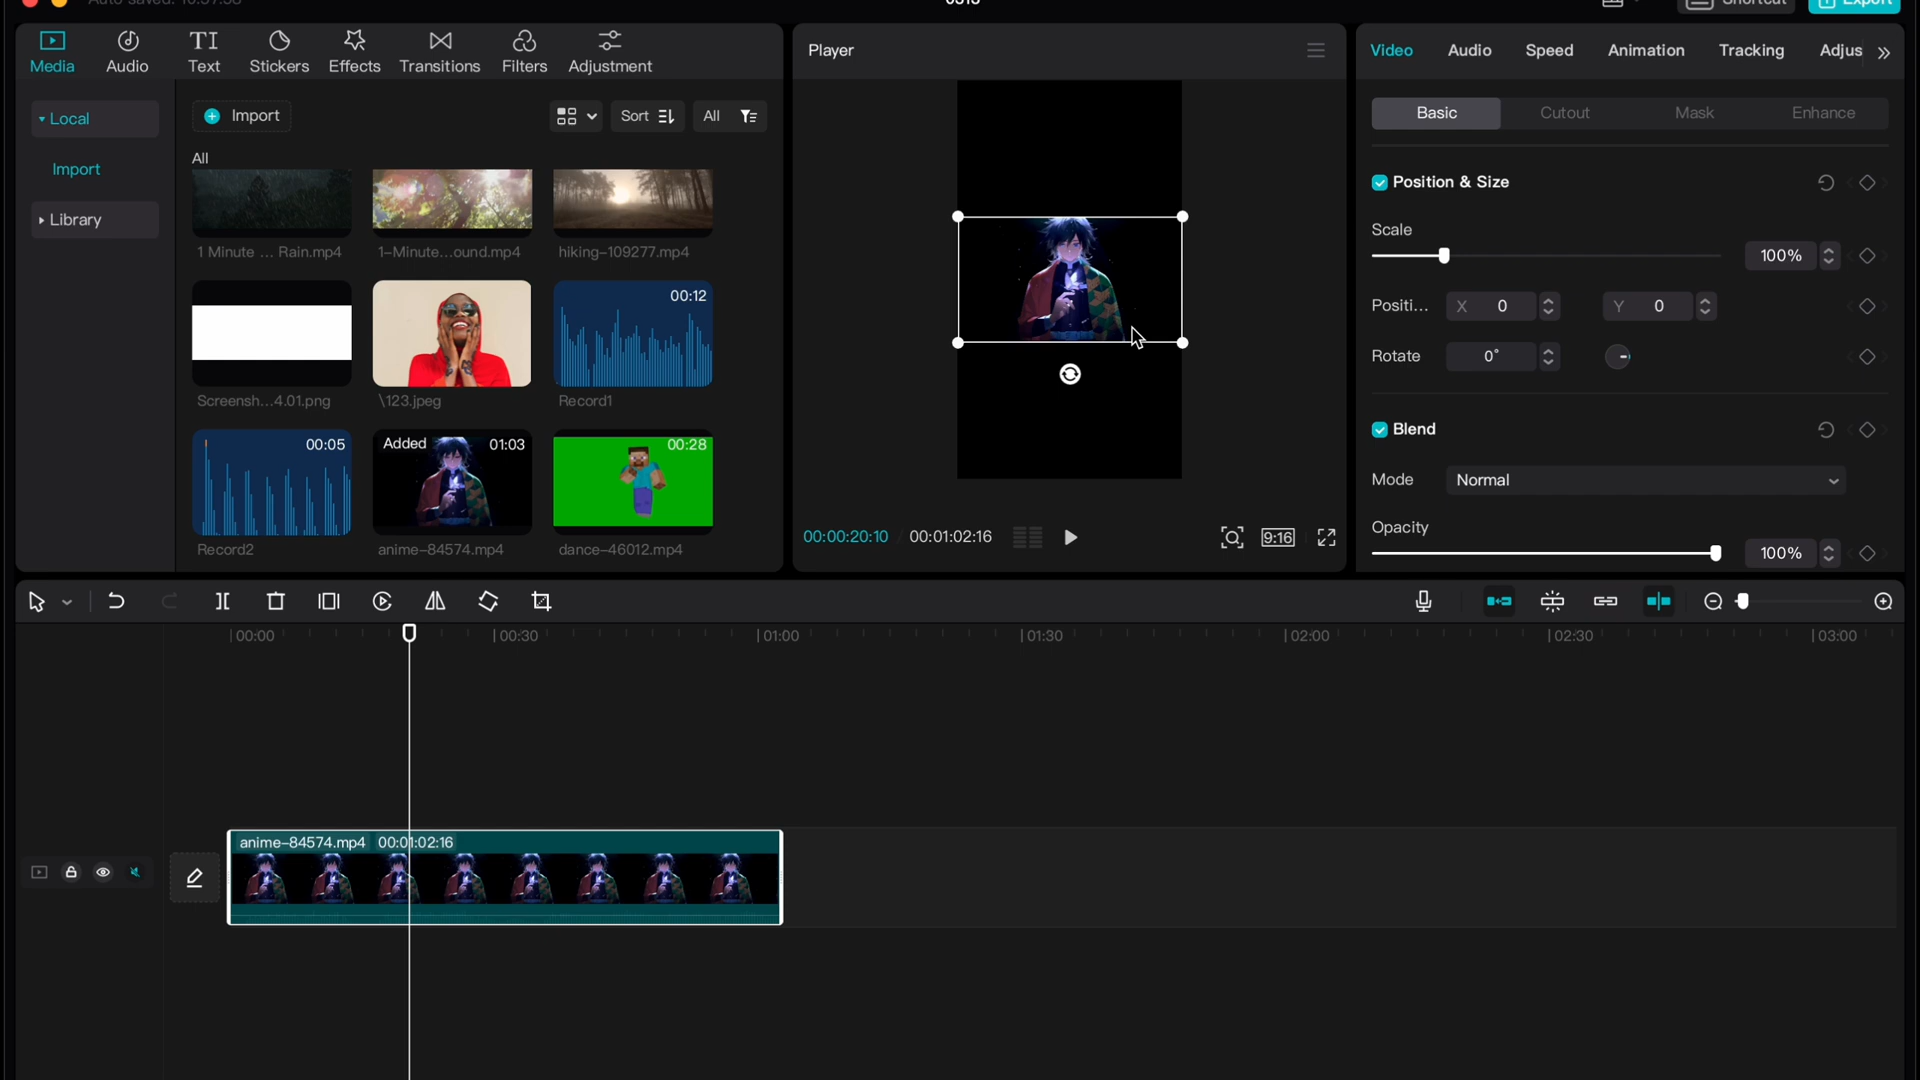 Auto saved: 10:57:38
0318
Shortcut
Export
Media
Audio
Text
Stickers
Effects
Transitions
Filters
Adjustment
Local
Import
Library
Import
Sort
All
All
1 Minute ... Rain.mp4
1-Minute...ound.mp4
hiking-109277.mp4
Screensh...4.01.png
\123.jpeg
00:12
Record1
00:05
Record2
Added
01:03
anime-84574.mp4
00:28
dance-46012.mp4
Player
00:00:20:10 / 00:01:02:16
9:16
Video
Audio
Speed
Animation
Tracking
Adjus
Basic
Cutout
Mask
Enhance
Position & Size
Scale
100%
Positi...
X 0
Y 0
Rotate
0°
Blend
Mode
Normal
Opacity
100%
00:00
00:30
01:00
01:30
02:00
02:30
03:00
anime-84574.mp4 00:01:02:16